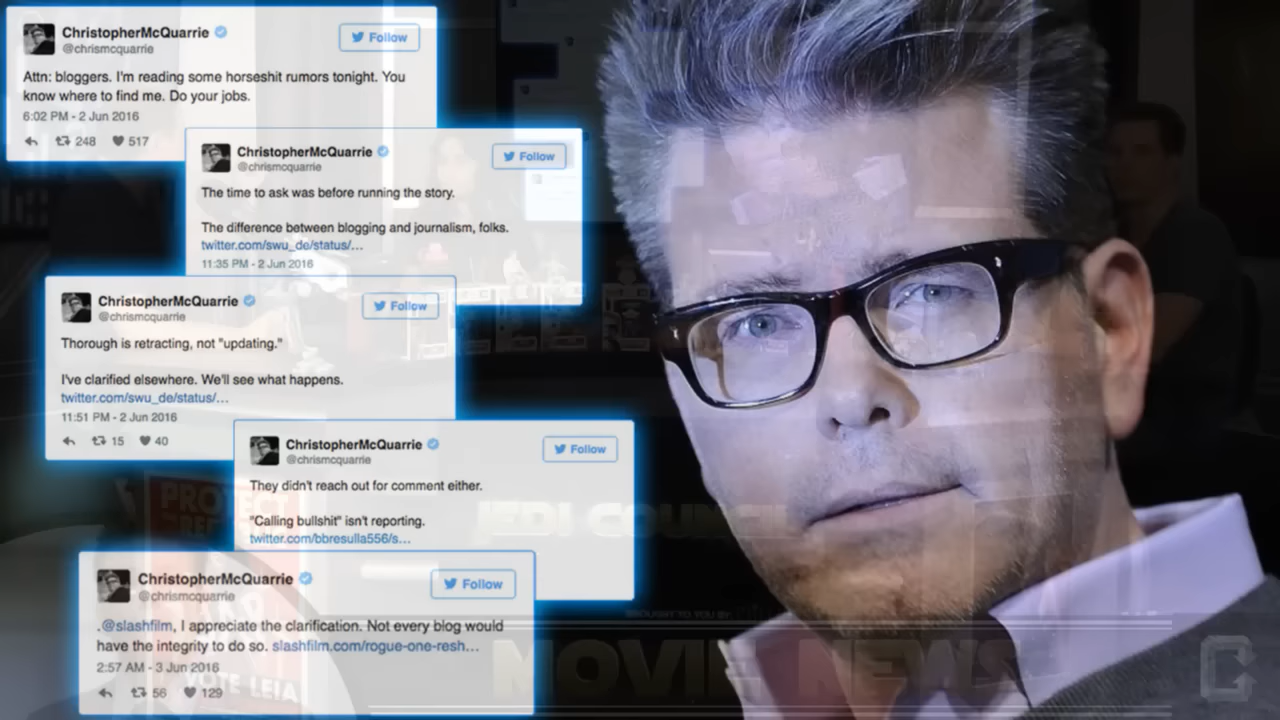 ChristopherMcQuarrie
@chrismcquarrie
Follow
Attn: bloggers. I'm reading some horseshit rumors tonight. You
know where to find me. Do your jobs.
6:02 PM - 2 Jun 2016
248 517
ChristopherMcQuarrie
@chrismcquarrie
Follow
The time to ask was before running the story.
The difference between blogging and journalism, folks.
twitter.com/swu_de/status/...
11:35 PM - 2 Jun 2016
ChristopherMcQuarrie
@chrismcquarrie
Follow
Thorough is retracting, not "updating."
I've clarified elsewhere. We'll see what happens.
twitter.com/swu_de/status/...
11:51 PM - 2 Jun 2016
15 40
ChristopherMcQuarrie
@chrismcquarrie
Follow
They didn't reach out for comment either.
"Calling bullshit" isn't reporting.
twitter.com/bbresulla556/s...
ChristopherMcQuarrie
@chrismcquarrie
Follow
.@slashfilm, I appreciate the clarification. Not every blog would
have the integrity to do so. slashfilm.com/rogue-one-resh...
2:57 AM - 3 Jun 2016
56 129
PROTECT
VOTE LEIA
JEDI COUNCIL
BROUGHT TO YOU BY
MOVIE NEWS